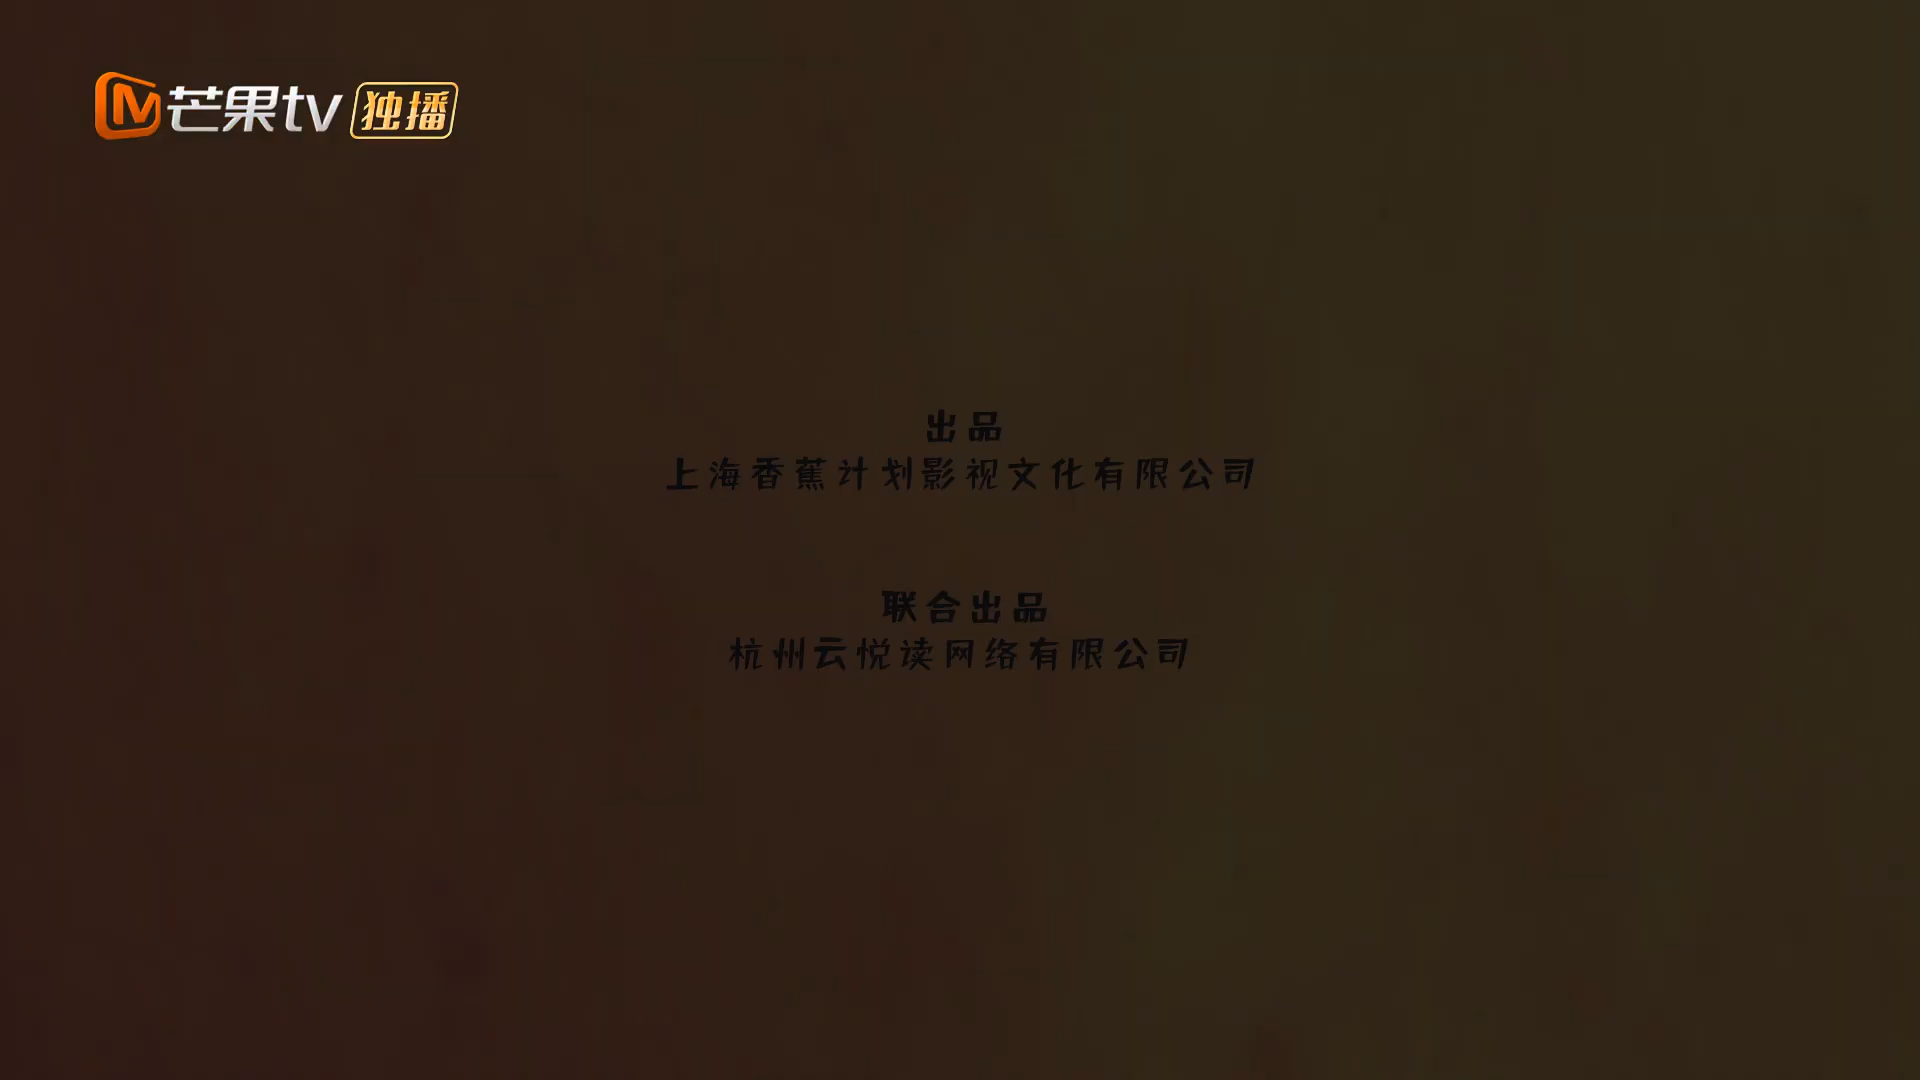 芒果tv 独播
出品
上海香蕉计划影视文化有限公司
联合出品
杭州云悦读网络有限公司